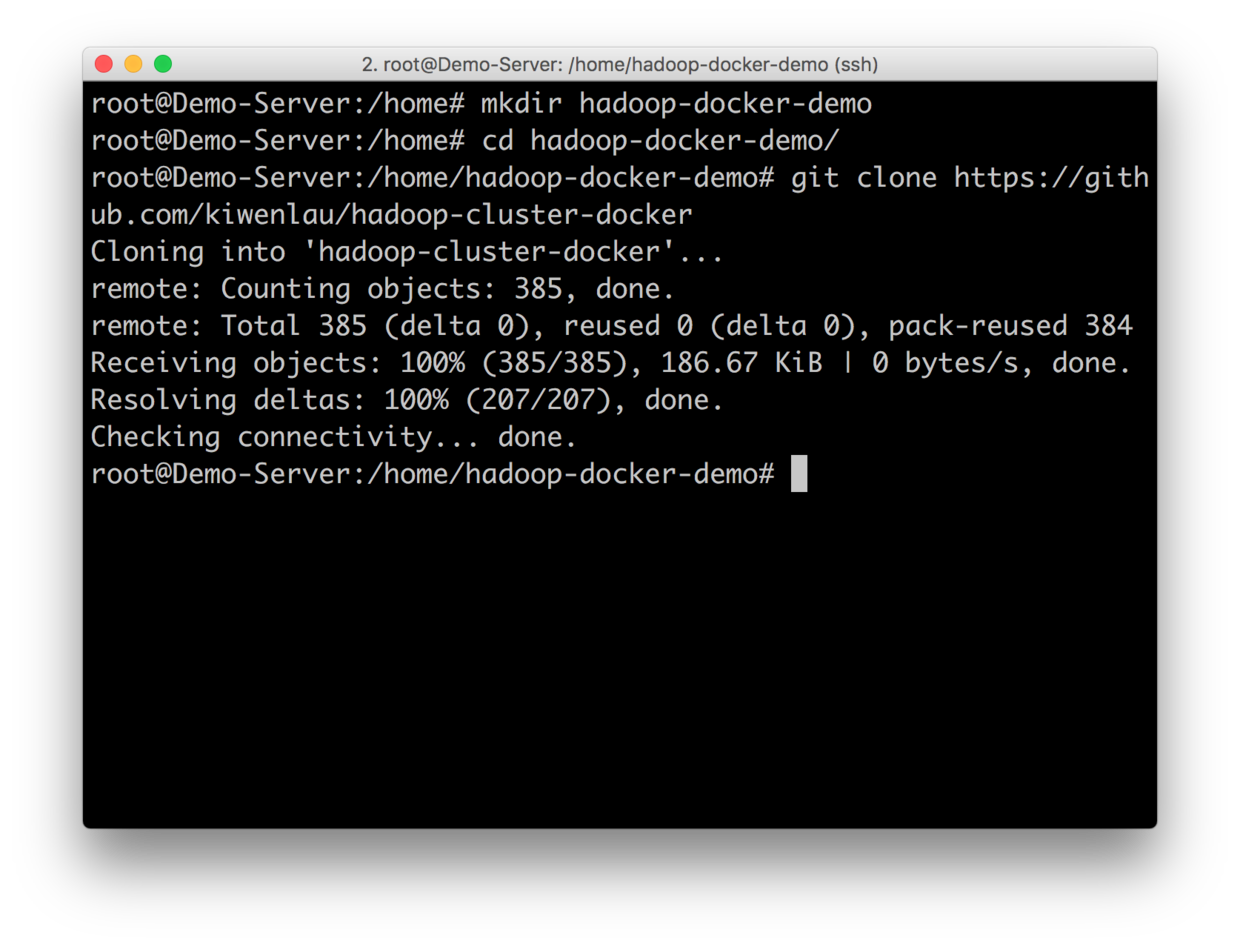 2. root@Demo-Server: /home/hadoop-docker-demo (ssh)
root@Demo-Server:/home# mkdir hadoop-docker-demo
root@Demo-Server:/home# cd hadoop-docker-demo/
root@Demo-Server:/home/hadoop-docker-demo# git clone https://gith
ub.com/kiwenlau/hadoop-cluster-docker
Cloning into 'hadoop-cluster-docker'...
remote: Counting objects: 385, done.
remote: Total 385 (delta 0), reused 0 (delta 0), pack-reused 384
Receiving objects: 100% (385/385), 186.67 KiB | 0 bytes/s, done.
Resolving deltas: 100% (207/207), done.
Checking connectivity... done.
root@Demo-Server:/home/hadoop-docker-demo#